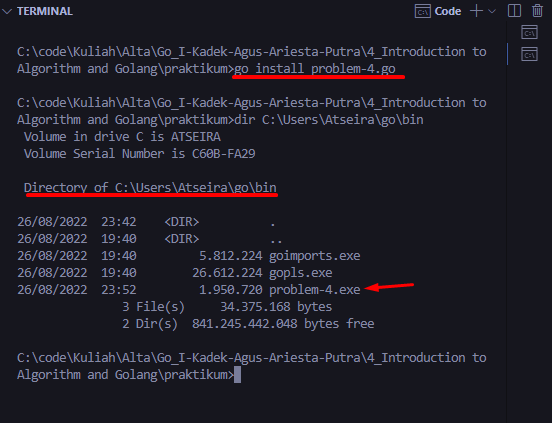 TERMINAL
Code
C:\code\Kuliah\Alta\Go_I-Kadek-Agus-Ariesta-Putra\4_Introduction to
Algorithm and Golang\praktikum>go install problem-4.go
C:\code\Kuliah\Alta\Go_I-Kadek-Agus-Ariesta-Putra\4_Introduction to
Algorithm and Golang\praktikum>dir C:\Users\Atseira\go\bin
Volume in drive C is ATSEIRA
Volume Serial Number is C60B-FA29
Directory of C:\Users\Atseira\go\bin
26/08/2022  23:42    <DIR>          .
26/08/2022  19:40    <DIR>          ..
26/08/2022  19:40         5.812.224 goimports.exe
26/08/2022  19:40        26.612.224 gopls.exe
26/08/2022  23:52         1.950.720 problem-4.exe
3 File(s)     34.375.168 bytes
2 Dir(s)  841.245.442.048 bytes free
C:\code\Kuliah\Alta\Go_I-Kadek-Agus-Ariesta-Putra\4_Introduction to
Algorithm and Golang\praktikum>